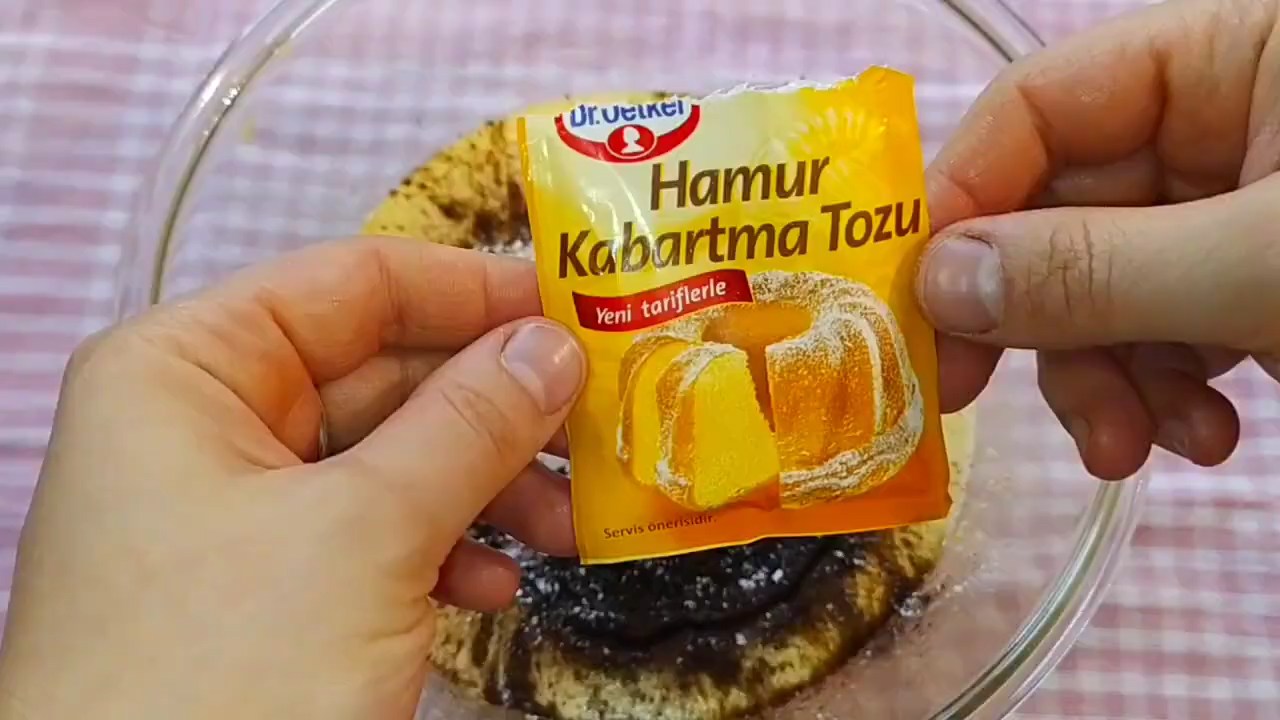 Dr.Oetker
Hamur
Kabartma Tozu
Yeni tariflerle
Servis önerisidir.